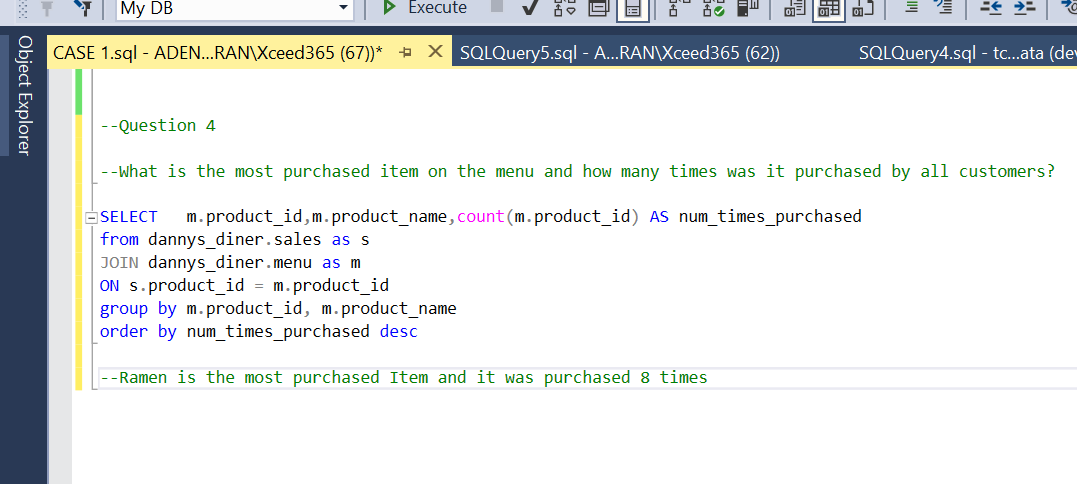 My DB
Execute
Object Explorer
CASE 1.sql - ADEN...RAN\Xceed365 (67))*
SQLQuery5.sql - A...RAN\Xceed365 (62))
SQLQuery4.sql - tc...ata (dev
--Question 4
--What is the most purchased item on the menu and how many times was it purchased by all customers?
SELECT   m.product_id,m.product_name,count(m.product_id) AS num_times_purchased
from dannys_diner.sales as s
JOIN dannys_diner.menu as m
ON s.product_id = m.product_id
group by m.product_id, m.product_name
order by num_times_purchased desc
--Ramen is the most purchased Item and it was purchased 8 times